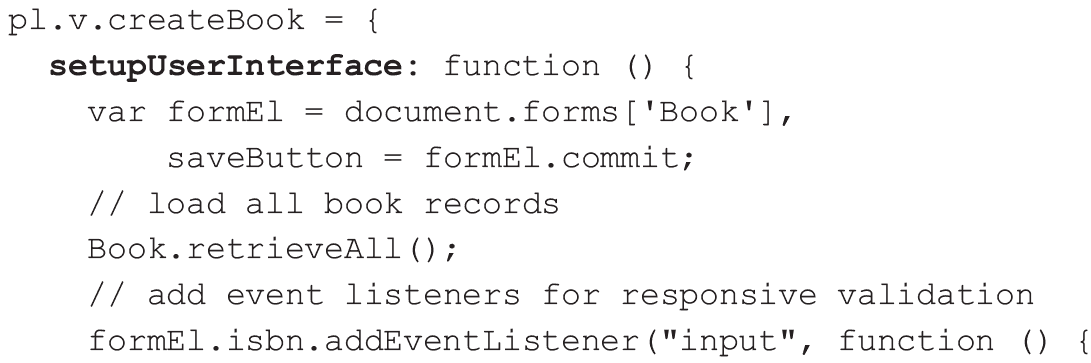 pl.v.createBook = {
  setupUserInterface: function () {
    var formEl = document.forms['Book'],
        saveButton = formEl.commit;
    // load all book records
    Book.retrieveAll();
    // add event listeners for responsive validation
    formEl.isbn.addEventListener("input", function () {